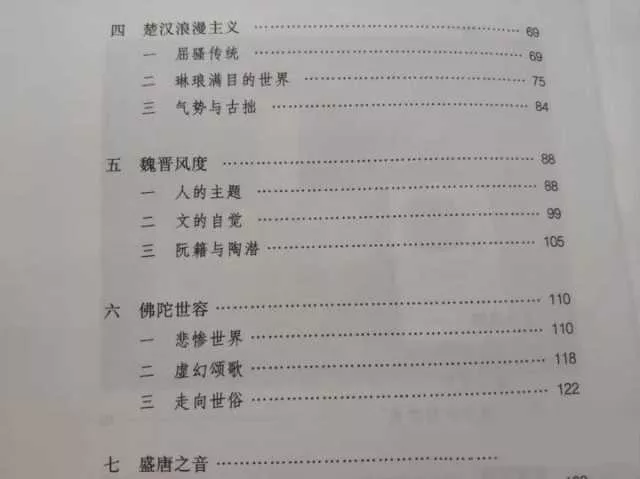 四 楚汉浪漫主义 …………………………… 69
一 屈骚传统 …………………………… 69
二 琳琅满目的世界 …………………………… 75
三 气势与古拙 …………………………… 84
五 魏晋风度 …………………………… 88
一 人的主题 …………………………… 88
二 文的自觉 …………………………… 99
三 阮籍与陶潜 …………………………… 105
六 佛陀世容 …………………………… 110
一 悲惨世界 …………………………… 110
二 虚幻颂歌 …………………………… 118
三 走向世俗 …………………………… 122
七 盛唐之音 ……………………………